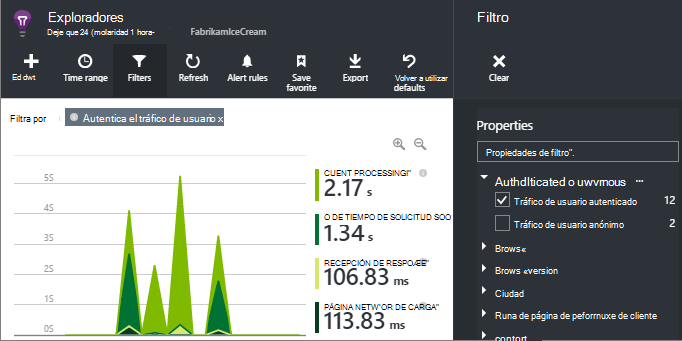 Exploradores
Deje que 24 (molaridad 1 hora-
FabrikamIceCream
Ed dwt
Time range
Filters
Refresh
Alert rules
Save
favorite
Export
Volver a utilizar
defaults
Filtra por
Autentica el tráfico de usuario x
5S
4S
3S
2S
1S
0S
CUENT PROCESSINGI"
2.17 s
O DE TIEMPO DE SOLICITUD SOO
1.34 s
RECEPCIÓN DE RESPOÆE"
106.83 ms
PÁGINA NETW'OR DE CARGA"
113.83 ms
Filtro
Clear
Properties
Propiedades de filtro".
Authdlticated o uwvmous ...
Tráfico de usuario autenticado 12
Tráfico de usuario anónimo 2
Brows«
Brows «version
Ciudad
Runa de página de peforrnuxe de cliente
contort